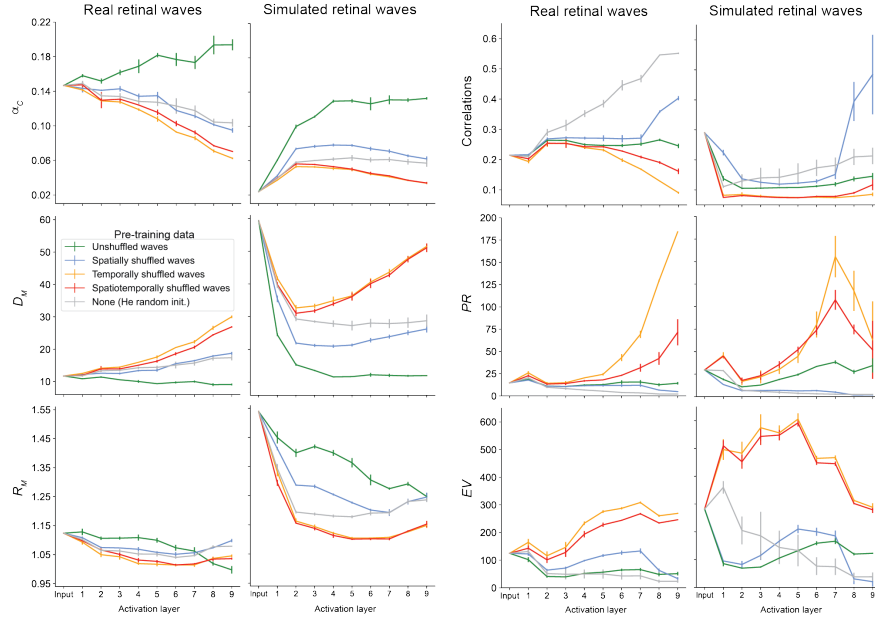 Real retinal waves
Simulated retinal waves
Real retinal waves
Simulated retinal waves
α_C
0.22
0.18
0.14
0.10
0.06
0.02
Correlations
0.6
0.5
0.4
0.3
0.2
0.1
D_M
60
50
40
30
20
10
Pre-training data
Unshuffled waves
Spatially shuffled waves
Temporally shuffled waves
Spatiotemporally shuffled waves
None (He random init.)
PR
200
175
150
125
100
75
50
25
0
R_M
1.55
1.45
1.35
1.25
1.15
1.05
0.95
EV
600
500
400
300
200
100
0
Input 1 2 3 4 5 6 7 8 9
Input 1 2 3 4 5 6 7 8 9
Input 1 2 3 4 5 6 7 8 9
Input 1 2 3 4 5 6 7 8 9
Activation layer
Activation layer
Activation layer
Activation layer